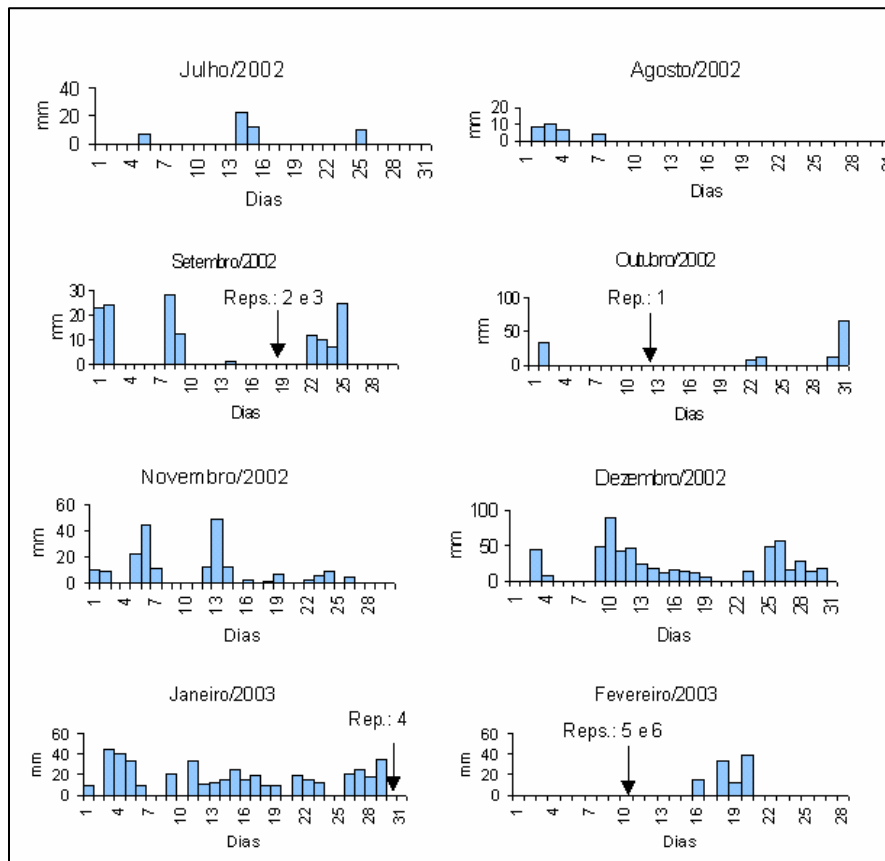 Julho/2002
40
20
0
mm
1 4 7 10 13 16 19 22 25 28 31
Dias
Agosto/2002
20
10
0
mm
1 4 7 10 13 16 19 22 25 28 31
Dias
Setembro/2002
30
20
10
0
mm
Reps.: 2 e 3
1 4 7 10 13 16 19 22 25 28
Dias
Outubro/2002
100
50
0
mm
Rep.: 1
1 4 7 10 13 16 19 22 25 28 31
Dias
Novembro/2002
60
40
20
0
mm
1 4 7 10 13 16 19 22 25 28
Dias
Dezembro/2002
100
50
0
mm
1 4 7 10 13 16 19 22 25 28 31
Dias
Janeiro/2003
60
40
20
0
mm
Rep.: 4
1 4 7 10 13 16 19 22 25 28 31
Dias
Fevereiro/2003
60
40
20
0
mm
Reps.: 5 e 6
1 4 7 10 13 16 19 22 25 28
Dias